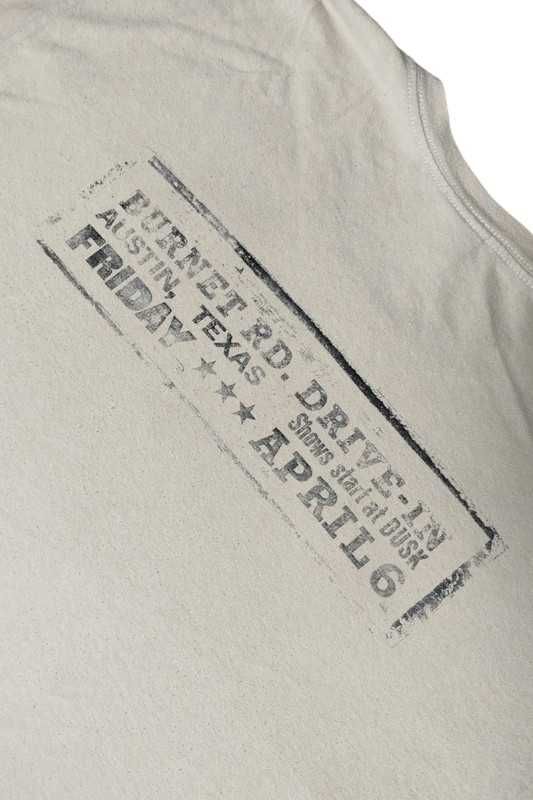 BURNET RD. DRIVE-IN
AUSTIN, TEXAS Shows start at DUSK
FRIDAY ★★★ APRIL 6